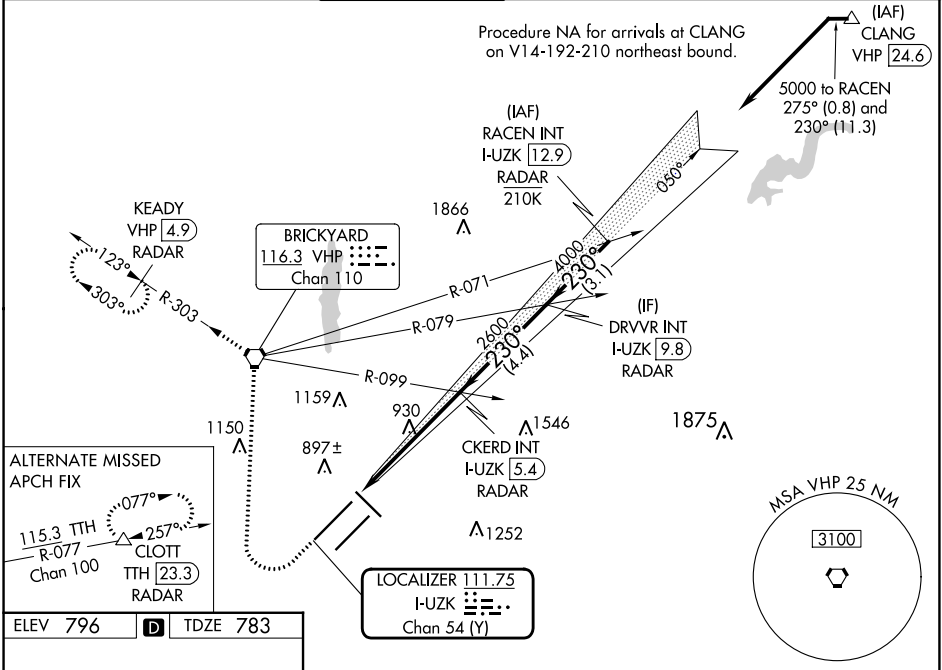 Procedure NA for arrivals at CLANG
on V14-192-210 northeast bound.
(IAF)
CLANG
VHP 24.6
5000 to RACEN
275° (0.8) and
230° (11.3)
(IAF)
RACEN INT
I-UZK 12.9
RADAR
210K
050°
KEADY
VHP 4.9
RADAR
1866
BRICKYARD
116.3 VHP
Chan 110
123°
303°
R-303
R-071
R-079
R-099
4000
230°
(3.1)
(IF)
DRVVR INT
I-UZK 9.8
RADAR
2600
230°
(4.4)
1159
930
1546
1875
1150
897±
CKERD INT
I-UZK 5.4
RADAR
1252
ALTERNATE MISSED
APCH FIX
077°
257°
115.3 TTH
R-077
Chan 100
CLOTT
TTH 23.3
RADAR
LOCALIZER 111.75
I-UZK
Chan 54 (Y)
MSA VHP 25 NM
3100
ELEV 796 D TDZE 783